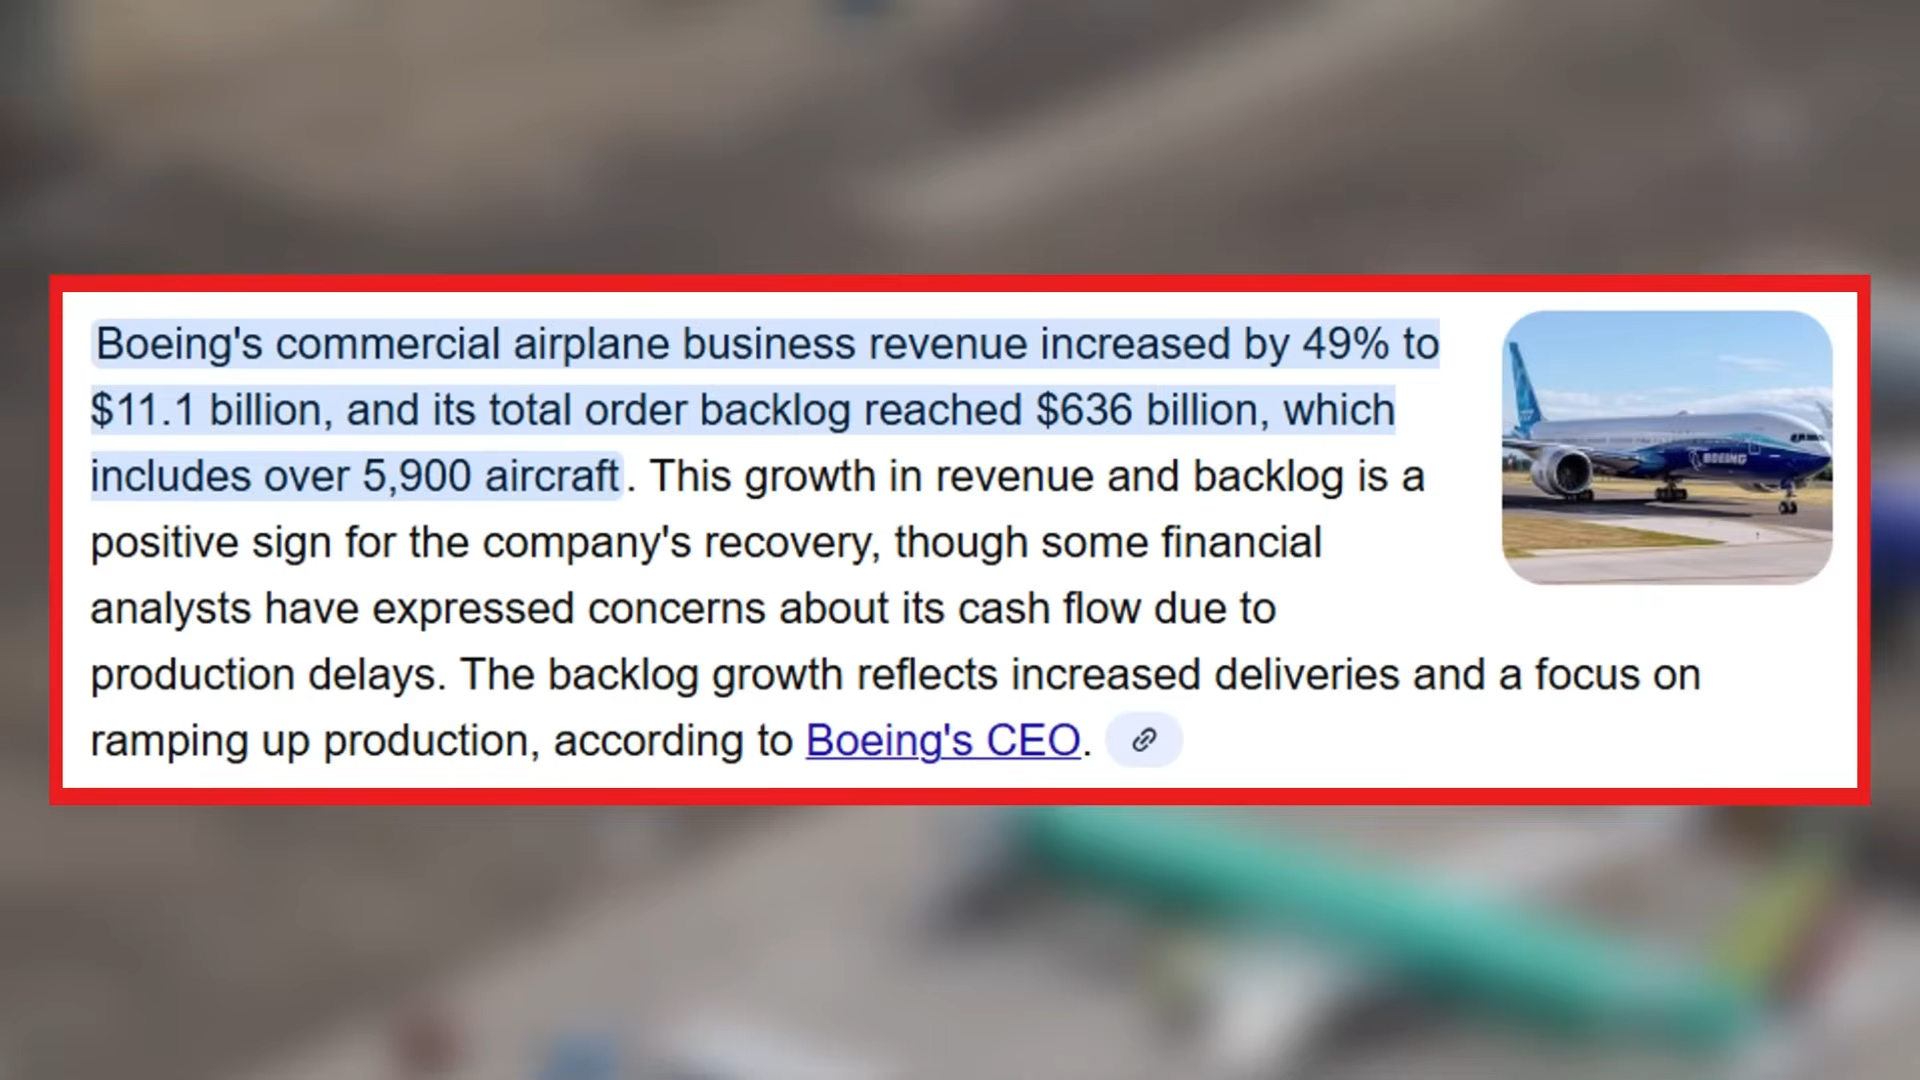 Boeing's commercial airplane business revenue increased by 49% to
$11.1 billion, and its total order backlog reached $636 billion, which
includes over 5,900 aircraft. This growth in revenue and backlog is a
positive sign for the company's recovery, though some financial
analysts have expressed concerns about its cash flow due to
production delays. The backlog growth reflects increased deliveries and a focus on
ramping up production, according to Boeing's CEO.
BOEING